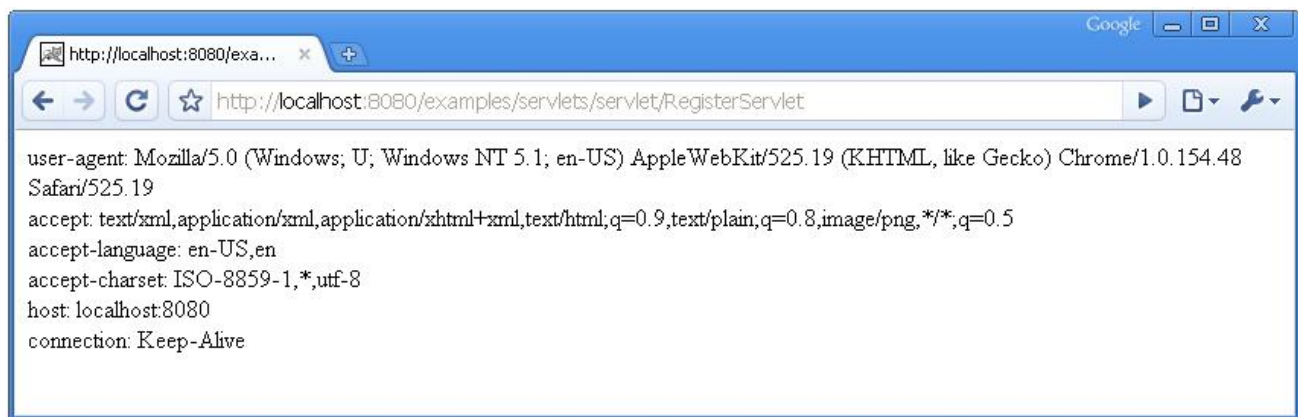 Google
http://localhost:8080/exa...
http://localhost:8080/examples/servlets/servlet/RegisterServlet
user-agent: Mozilla/5.0 (Windows; U; Windows NT 5.1; en-US) AppleWebKit/525.19 (KHTML, like Gecko) Chrome/1.0.154.48
Safari/525.19
accept: text/xml,application/xml,application/xhtml+xml,text/html;q=0.9,text/plain;q=0.8,image/png,*/*;q=0.5
accept-language: en-US,en
accept-charset: ISO-8859-1,*,utf-8
host: localhost:8080
connection: Keep-Alive